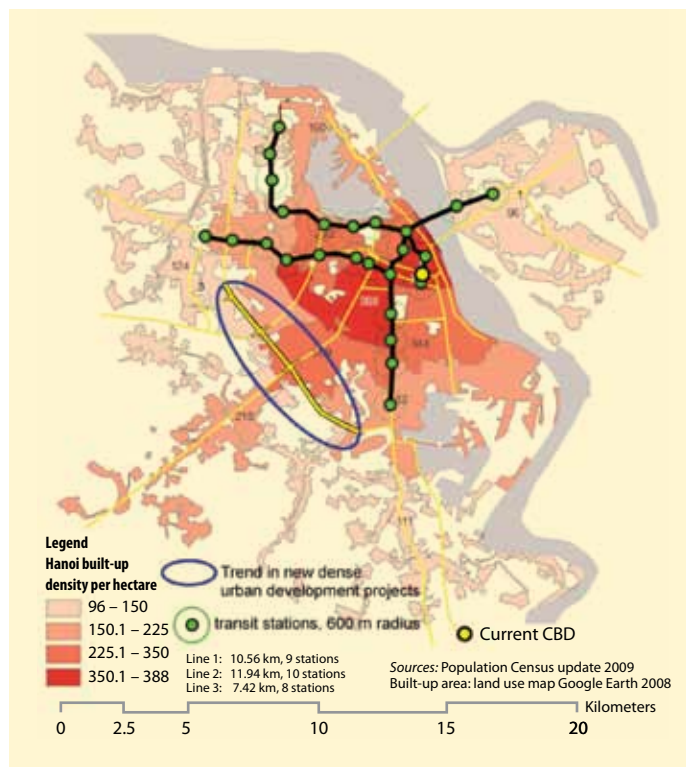 Legend
Hanoi built-up
density per hectare
96 – 150
150.1 – 225
225.1 – 350
350.1 – 388
Trend in new dense
urban development projects
transit stations, 600 m radius
Current CBD
Line 1: 10.56 km, 9 stations
Line 2: 11.94 km, 10 stations
Line 3: 7.42 km, 8 stations
Sources: Population Census update 2009
Built-up area: land use map Google Earth 2008
Kilometers
0 2.5 5 10 15 20